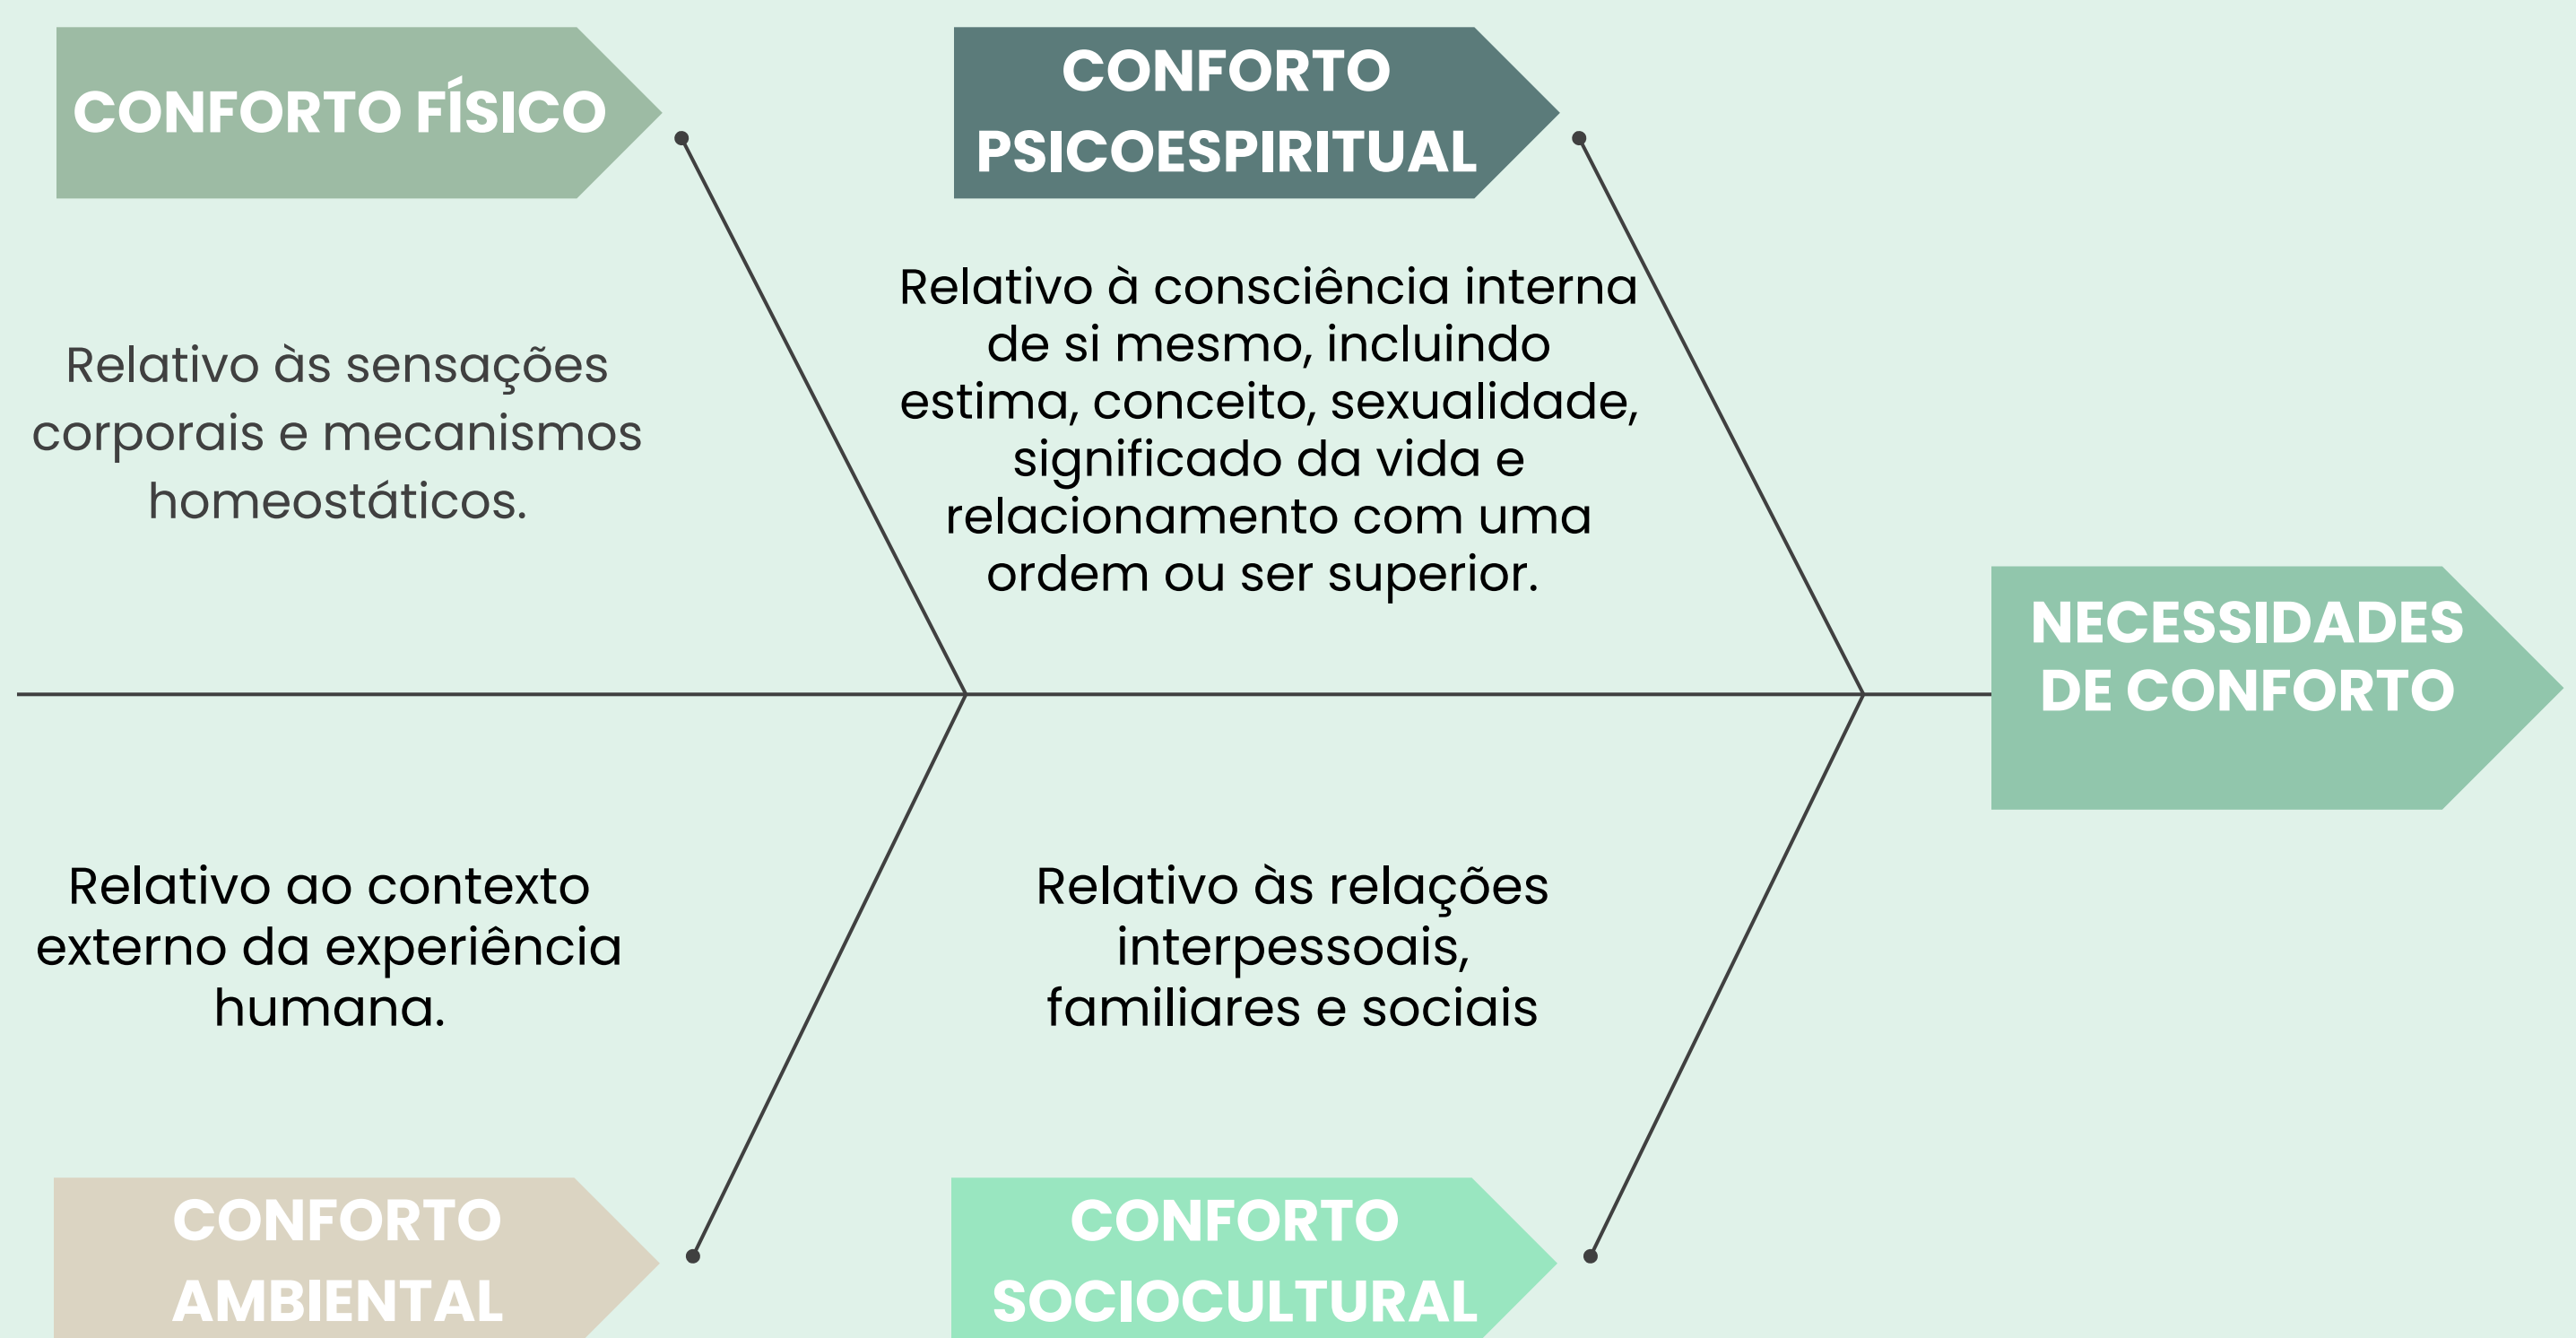 CONFORTO FÍSICO
Relativo às sensações
corporais e mecanismos
homeostáticos.
CONFORTO
PSICOESPIRITUAL
Relativo à consciência interna
de si mesmo, incluindo
estima, conceito, sexualidade,
significado da vida e
relacionamento com uma
ordem ou ser superior.
NECESSIDADES
DE CONFORTO
Relativo ao contexto
externo da experiência
humana.
CONFORTO
AMBIENTAL
Relativo às relações
interpessoais,
familiares e sociais
CONFORTO
SOCIOCULTURAL